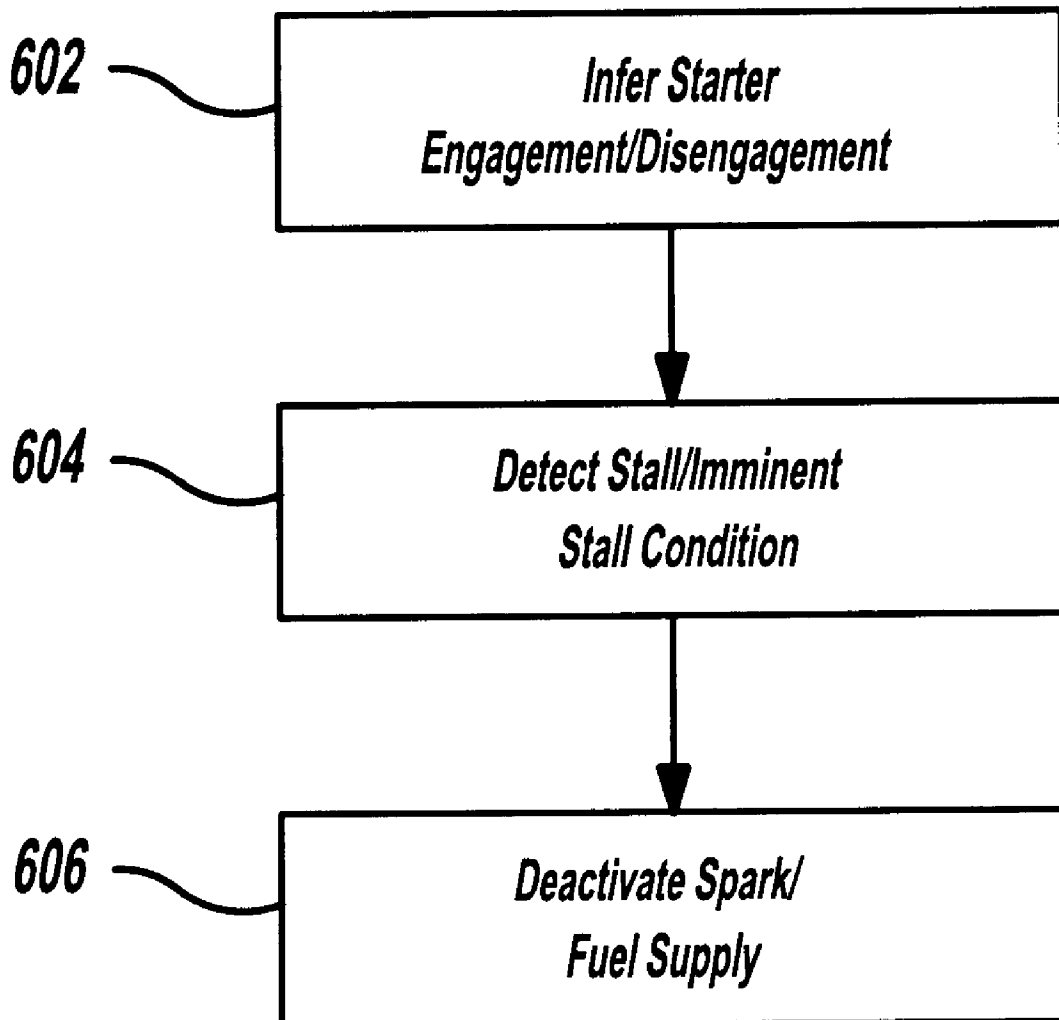 602
Infer Starter
Engagement/Disengagement
604
Detect Stall/Imminent
Stall Condition
606
Deactivate Spark/
Fuel Supply